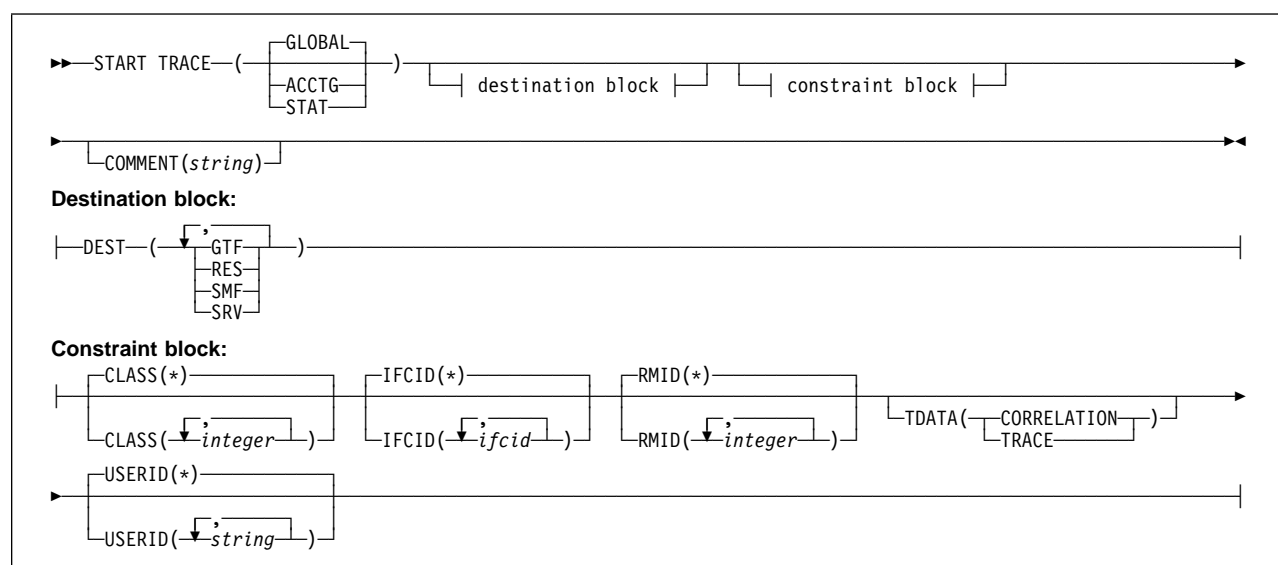 GLOBAL
START TRACE ( )
ACCTG
STAT
destination block
constraint block
COMMENT(string)
Destination block:
,
DEST ( GTF )
RES
SMF
SRV
Constraint block:
CLASS(*) IFCID(*) RMID(*)
, , ,
CLASS( integer ) IFCID( ifcid ) RMID( integer ) TDATA( CORRELATION )
TRACE
USERID(*)
,
USERID( string )